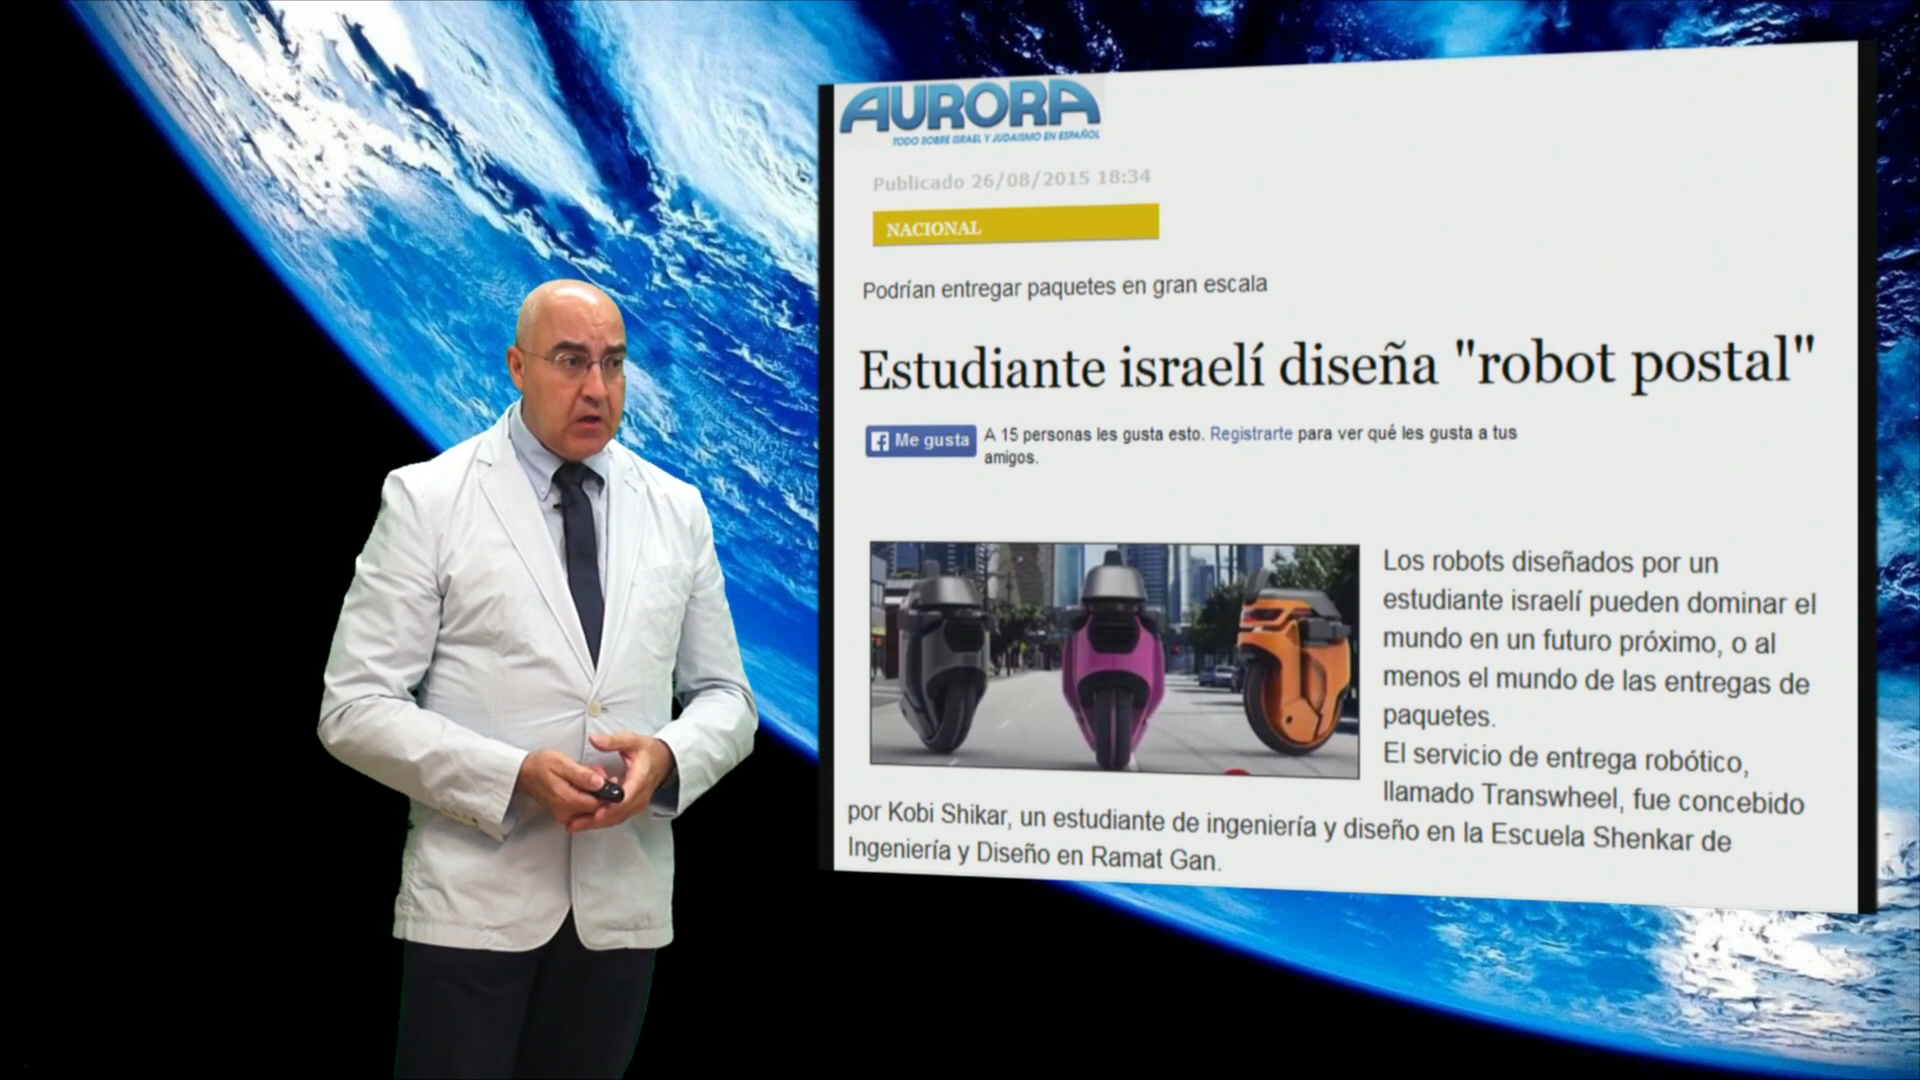 AURORA
TODO SOBRE ISRAEL Y JUDAISMO EN ESPAÑOL
Publicado 26/08/2015 18:34
NACIONAL
Podrían entregar paquetes en gran escala
Estudiante israelí diseña "robot postal"
Me gusta
A 15 personas les gusta esto. Registrarte para ver qué les gusta a tus
amigos.
Los robots diseñados por un
estudiante israelí pueden dominar el
mundo en un futuro próximo, o al
menos el mundo de las entregas de
paquetes.
El servicio de entrega robótico,
llamado Transwheel, fue concebido
por Kobi Shikar, un estudiante de ingeniería y diseño en la Escuela Shenkar de
Ingeniería y Diseño en Ramat Gan.